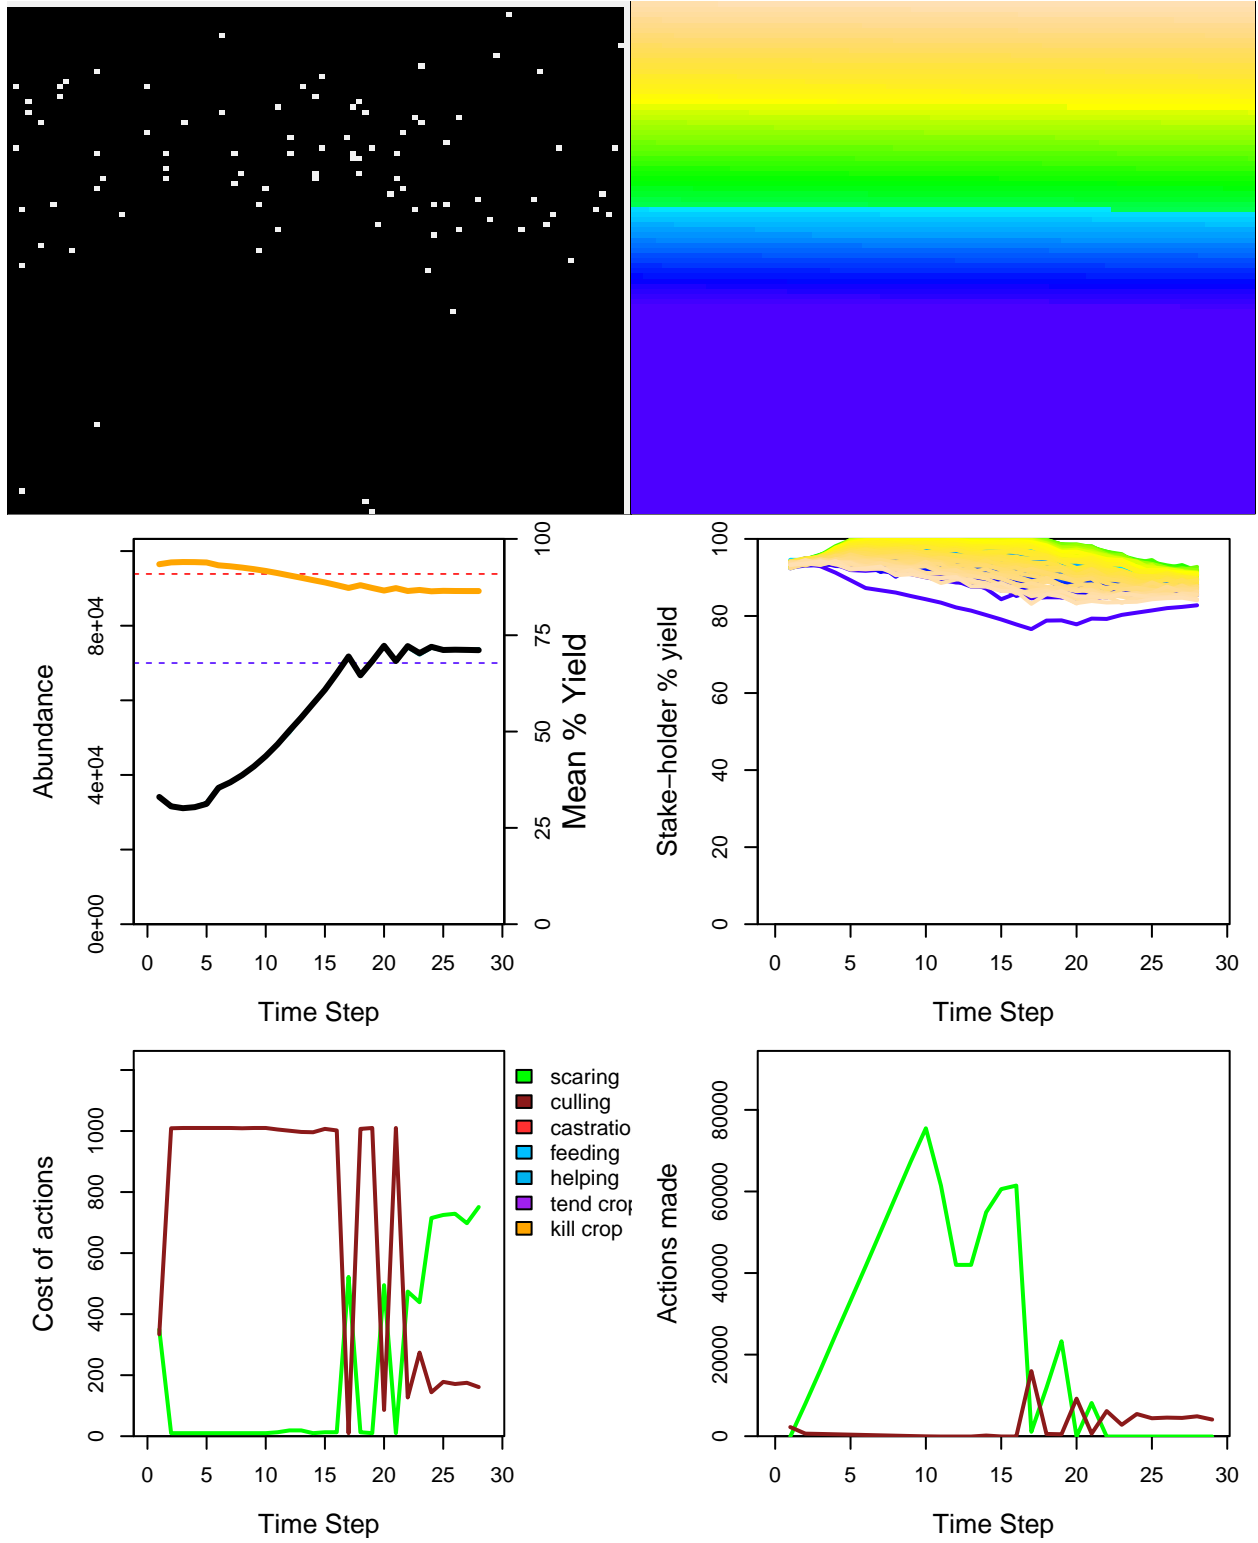 Abundance
0e+00 4e+04 8e+04
0 25 50 75 100
Mean % Yield
0 5 10 15 20 25 30
Time Step
Stake−holder % yield
0 20 40 60 80 100
0 5 10 15 20 25 30
Time Step
Cost of actions
0 200 400 600 800 1000
0 5 10 15 20 25 30
Time Step
scaring
culling
castratio
feeding
helping
tend crop
kill crop
Actions made
0 20000 40000 60000 80000
0 5 10 15 20 25 30
Time Step